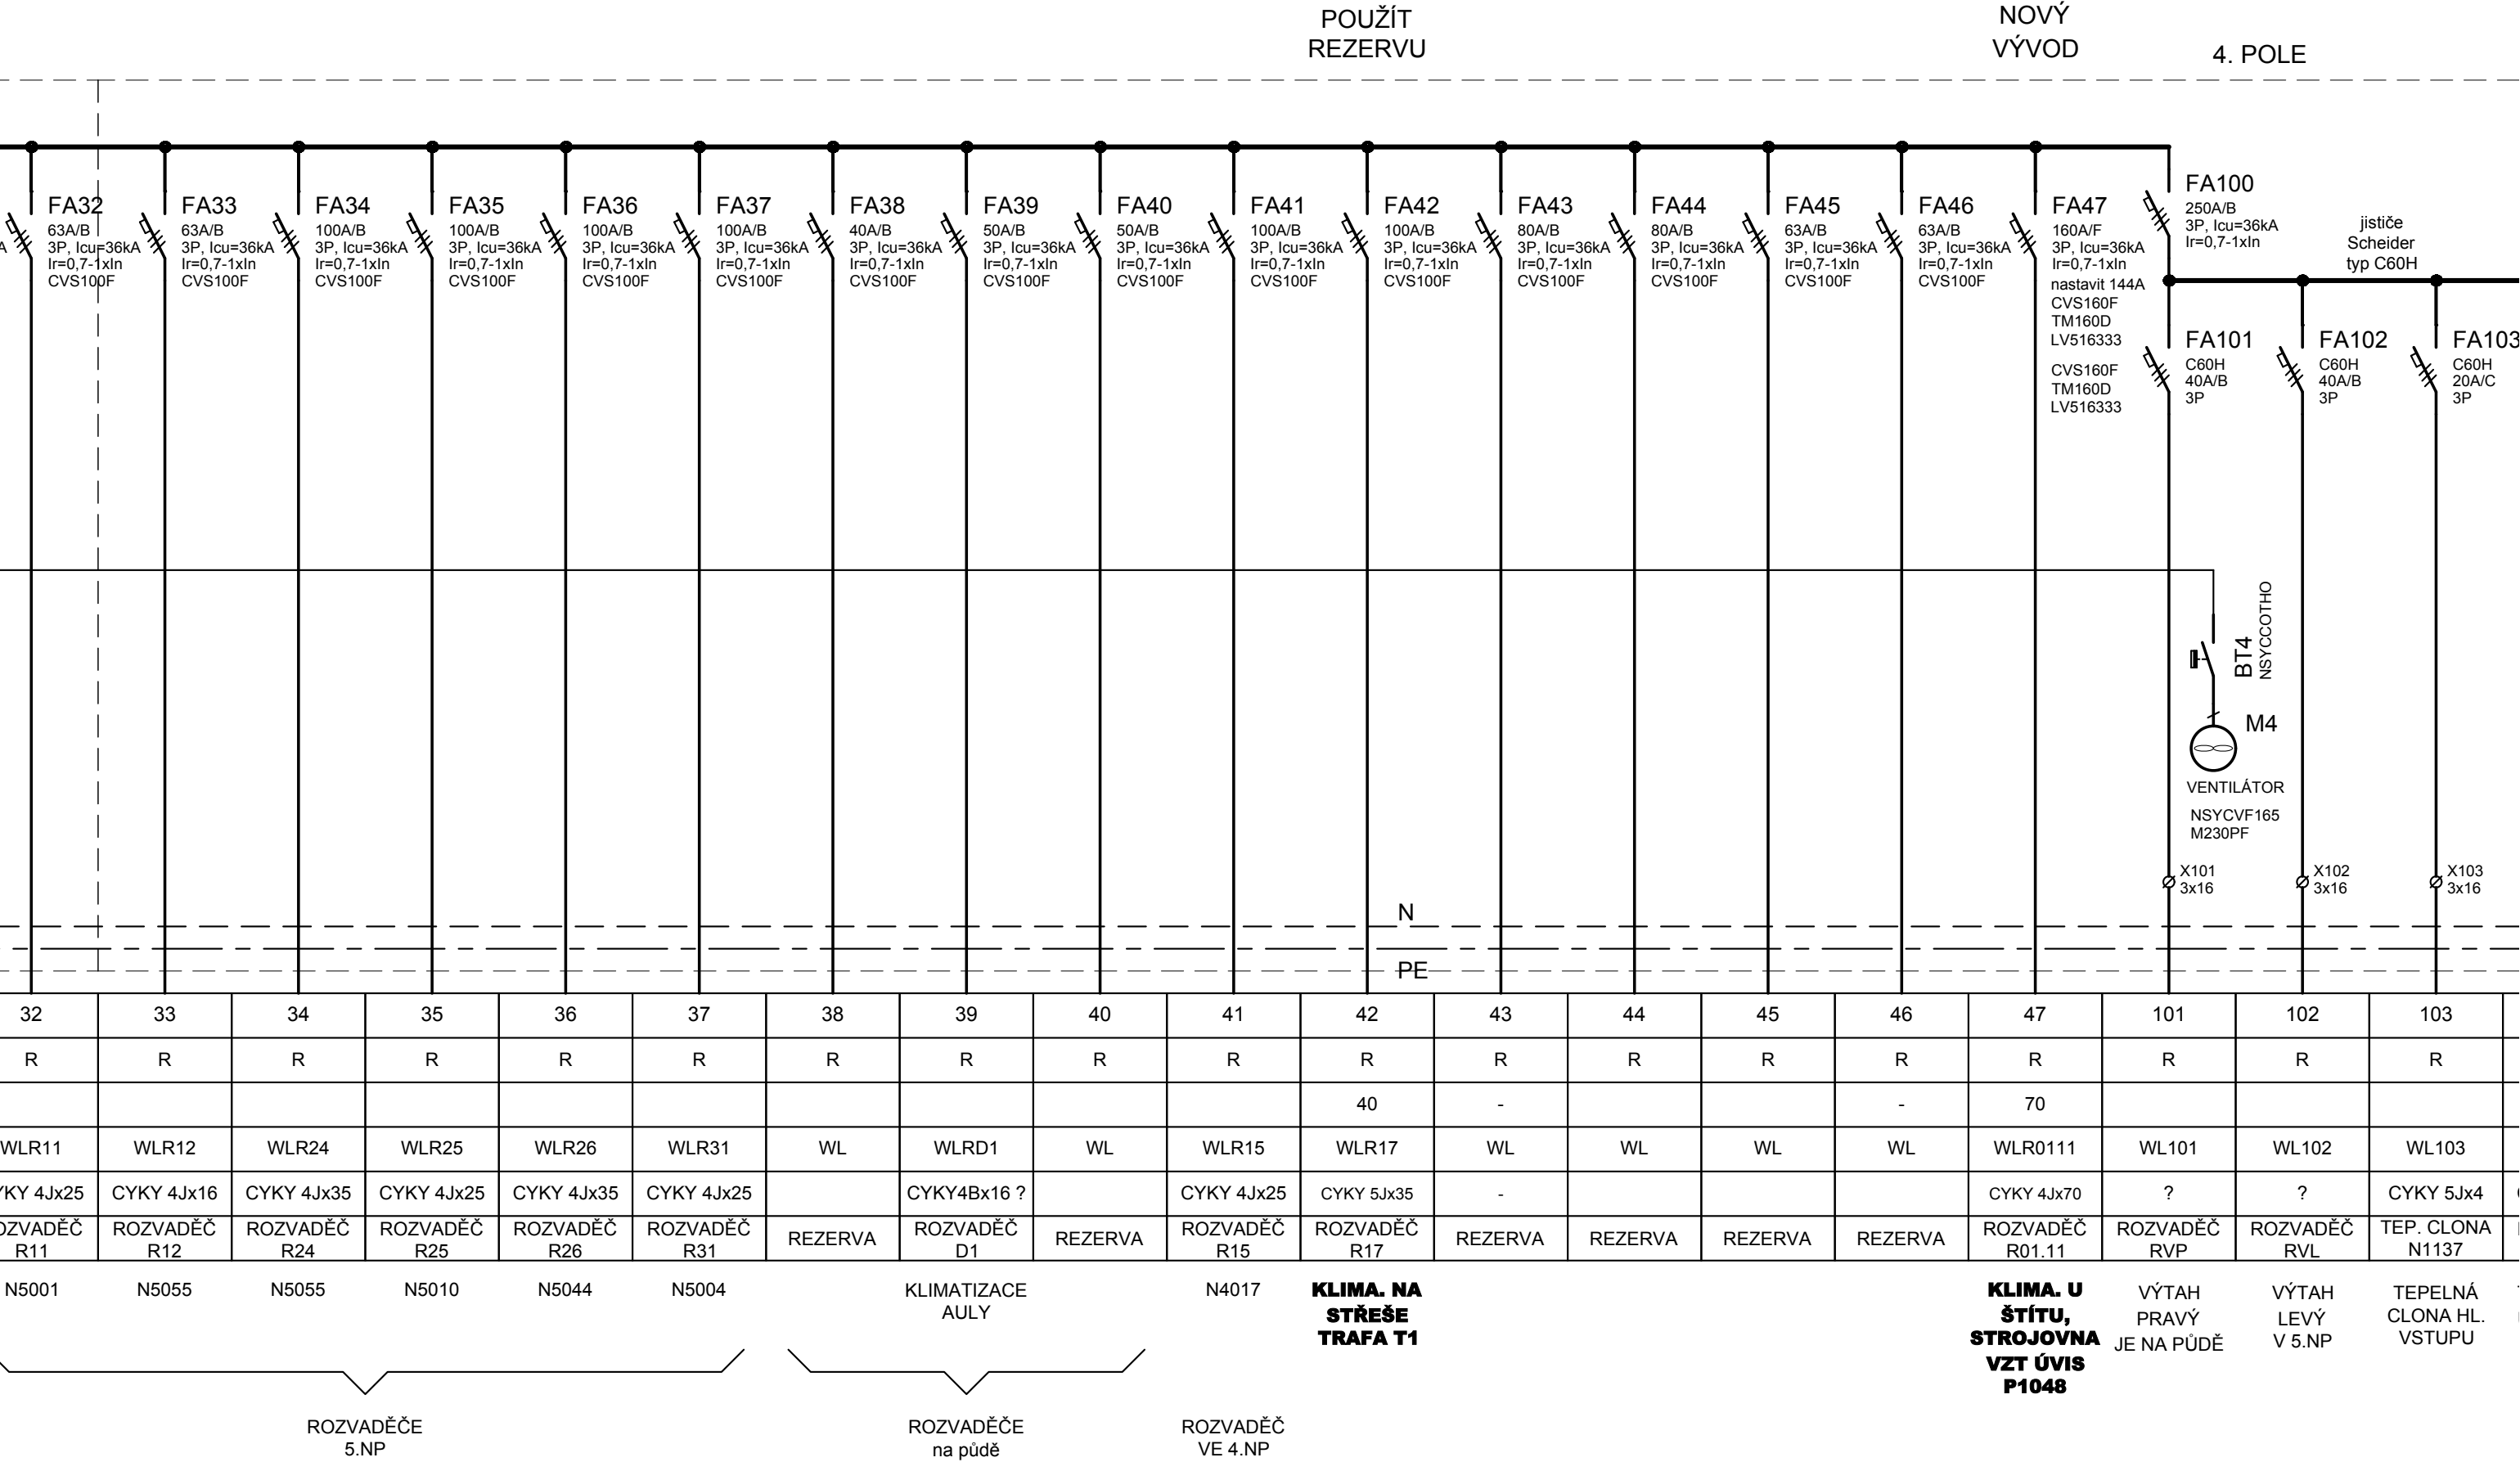 POUŽÍT
REZERVU
NOVÝ
VÝVOD
4. POLE
FA32
63A/B
3P, Icu=36kA
Ir=0,7-1xIn
CVS100F
FA33
63A/B
3P, Icu=36kA
Ir=0,7-1xIn
CVS100F
FA34
100A/B
3P, Icu=36kA
Ir=0,7-1xIn
CVS100F
FA35
100A/B
3P, Icu=36kA
Ir=0,7-1xIn
CVS100F
FA36
100A/B
3P, Icu=36kA
Ir=0,7-1xIn
CVS100F
FA37
100A/B
3P, Icu=36kA
Ir=0,7-1xIn
CVS100F
FA38
40A/B
3P, Icu=36kA
Ir=0,7-1xIn
CVS100F
FA39
50A/B
3P, Icu=36kA
Ir=0,7-1xIn
CVS100F
FA40
50A/B
3P, Icu=36kA
Ir=0,7-1xIn
CVS100F
FA41
100A/B
3P, Icu=36kA
Ir=0,7-1xIn
CVS100F
FA42
100A/B
3P, Icu=36kA
Ir=0,7-1xIn
CVS100F
FA43
80A/B
3P, Icu=36kA
Ir=0,7-1xIn
CVS100F
FA44
80A/B
3P, Icu=36kA
Ir=0,7-1xIn
CVS100F
FA45
63A/B
3P, Icu=36kA
Ir=0,7-1xIn
CVS100F
FA46
63A/B
3P, Icu=36kA
Ir=0,7-1xIn
CVS100F
FA47
160A/F
3P, Icu=36kA
Ir=0,7-1xIn
nastavit 144A
CVS160F
TM160D
LV516333
CVS160F
TM160D
LV516333
FA100
250A/B
3P, Icu=36kA
Ir=0,7-1xIn
jističe
Scheider
typ C60H
FA101
C60H
40A/B
3P
FA102
C60H
40A/B
3P
FA103
C60H
20A/C
3P
BT4
NSYCCOTHO
M4
VENTILÁTOR
NSYCVF165
M230PF
X101
3x16
X102
3x16
X103
3x16
N
PE
32 33 34 35 36 37 38 39 40 41 42 43 44 45 46 47 101 102 103
R R R R R R R R R R R R R R R R R R R
40 - - 70
WLR11 WLR12 WLR24 WLR25 WLR26 WLR31 WL WLRD1 WL WLR15 WLR17 WL WL WL WL WLR0111 WL101 WL102 WL103
YKY 4Jx25 CYKY 4Jx16 CYKY 4Jx35 CYKY 4Jx25 CYKY 4Jx35 CYKY 4Jx25 CYKY4Bx16 ? CYKY 4Jx25 CYKY 5Jx35 - CYKY 4Jx70 ? ? CYKY 5Jx4
OZVADĚČ ROZVADĚČ ROZVADĚČ ROZVADĚČ ROZVADĚČ ROZVADĚČ REZERVA ROZVADĚČ REZERVA ROZVADĚČ ROZVADĚČ REZERVA REZERVA REZERVA REZERVA ROZVADĚČ ROZVADĚČ ROZVADĚČ TEP. CLONA
R11 R12 R24 R25 R26 R31 D1 R15 R17 R01.11 RVP RVL N1137
N5001 N5055 N5055 N5010 N5044 N5004
KLIMATIZACE
AULY
N4017
KLIMA. NA
STŘEŠE
TRAFA T1
KLIMA. U
ŠTÍTU,
STROJOVNA
VZT ÚVIS
P1048
VÝTAH
PRAVÝ
JE NA PŮDĚ
VÝTAH
LEVÝ
V 5.NP
TEPELNÁ
CLONA HL.
VSTUPU
ROZVADĚČE
5.NP
ROZVADĚČE
na půdě
ROZVADĚČ
VE 4.NP